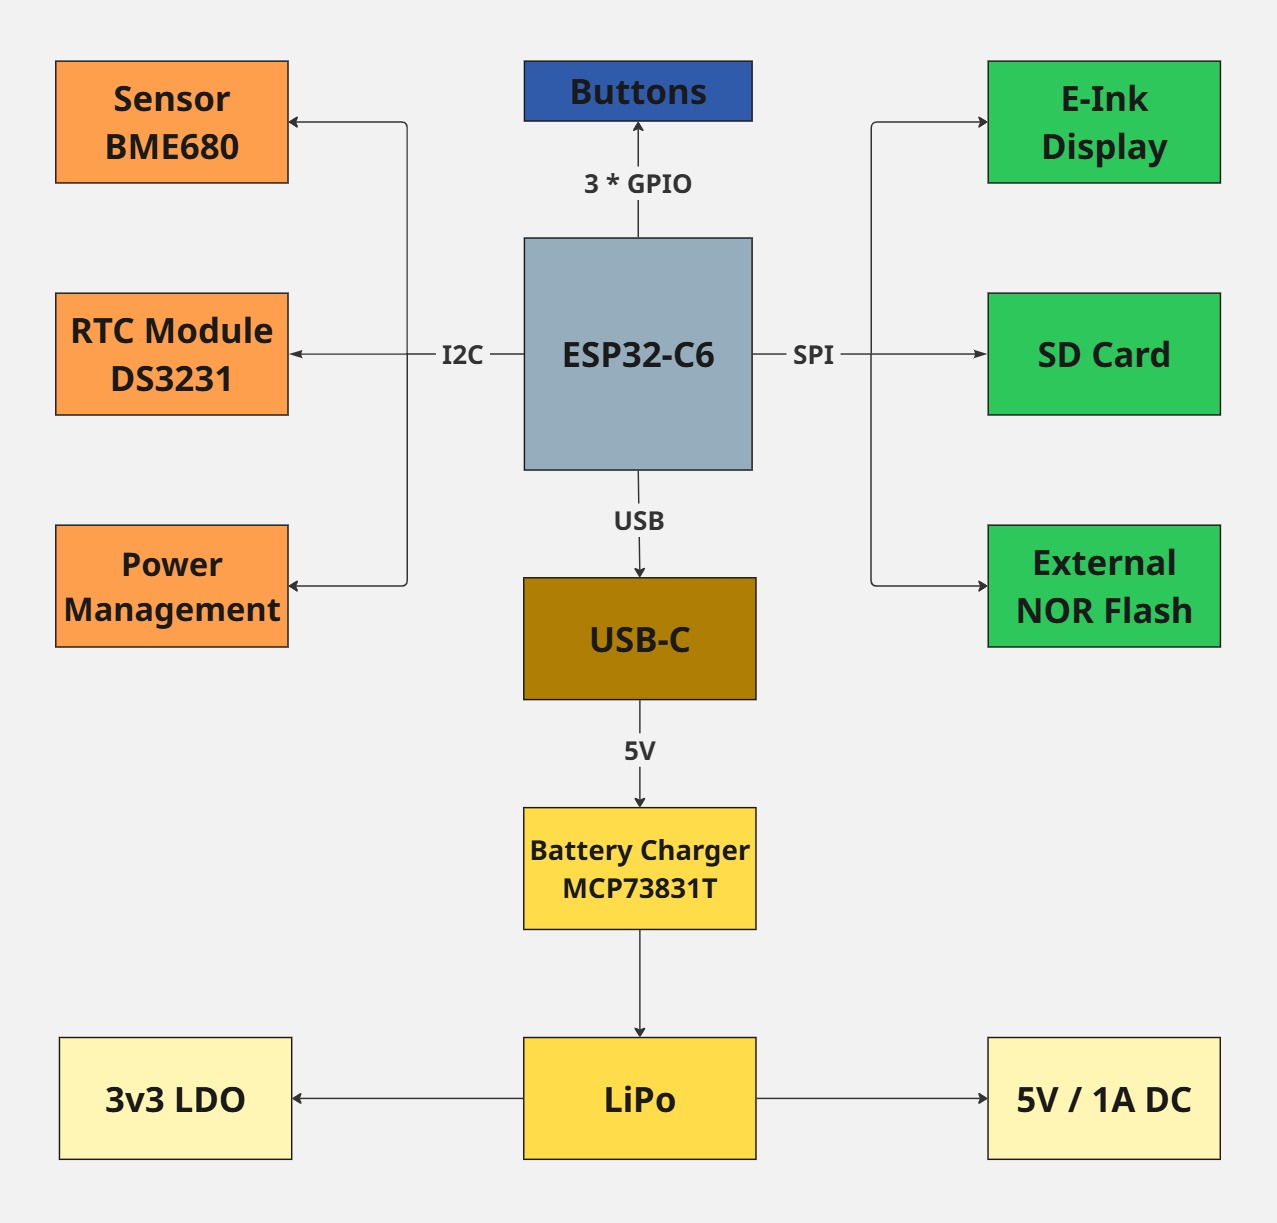 Sensor
BME680
Buttons
E-Ink
Display
3 * GPIO
RTC Module
DS3231
I2C
ESP32-C6
SPI
SD Card
USB
Power
Management
External
NOR Flash
USB-C
5V
Battery Charger
MCP73831T
3v3 LDO
LiPo
5V / 1A DC